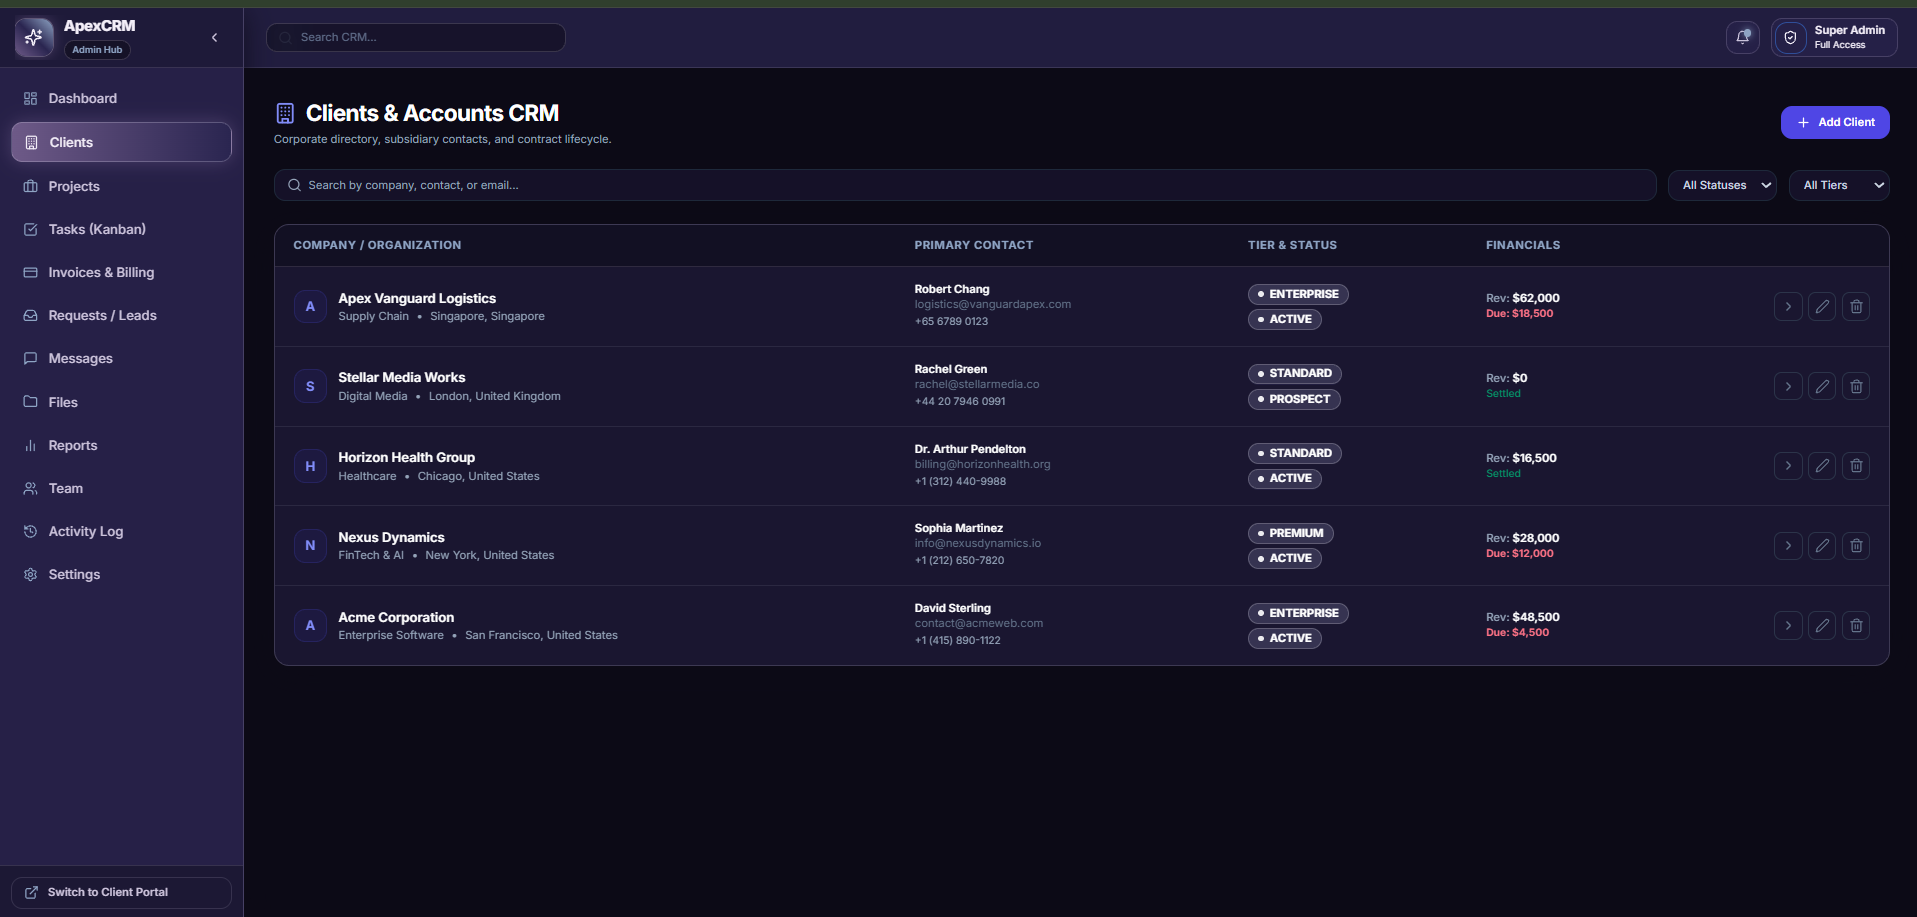 ApexCRM
Admin Hub
Search CRM...
Super Admin
Full Access
Dashboard
Clients
Projects
Tasks (Kanban)
Invoices & Billing
Requests / Leads
Messages
Files
Reports
Team
Activity Log
Settings
Switch to Client Portal
Clients & Accounts CRM
Corporate directory, subsidiary contacts, and contract lifecycle.
+ Add Client
Search by company, contact, or email...
All Statuses
All Tiers
COMPANY / ORGANIZATION PRIMARY CONTACT TIER & STATUS FINANCIALS
A
Apex Vanguard Logistics
Supply Chain • Singapore, Singapore
Robert Chang
logistics@vanguardapex.com
+65 6789 0123
• ENTERPRISE
• ACTIVE
Rev: $62,000
Due: $18,500
S
Stellar Media Works
Digital Media • London, United Kingdom
Rachel Green
rachel@stellarmedia.co
+44 20 7946 0991
• STANDARD
• PROSPECT
Rev: $0
Settled
H
Horizon Health Group
Healthcare • Chicago, United States
Dr. Arthur Pendelton
billing@horizonhealth.org
+1 (312) 440-9988
• STANDARD
• ACTIVE
Rev: $16,500
Settled
N
Nexus Dynamics
FinTech & AI • New York, United States
Sophia Martinez
info@nexusdynamics.io
+1 (212) 650-7820
• PREMIUM
• ACTIVE
Rev: $28,000
Due: $12,000
A
Acme Corporation
Enterprise Software • San Francisco, United States
David Sterling
contact@acmeweb.com
+1 (415) 890-1122
• ENTERPRISE
• ACTIVE
Rev: $48,500
Due: $4,500